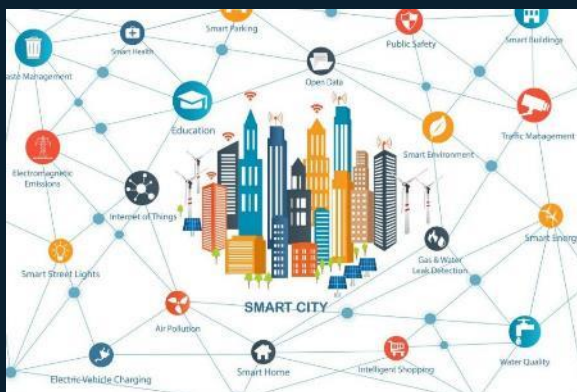 Smart Parking
Smart Health
Public Safety
Smart Buildings
aste Management
Open Data
Education
Traffic Management
Smart Environment
Electromagnetic
Emissions
Internet of Things
Smart Energy
Gas & Water
Leak Detection
Smart Street Lights
SMART CITY
Air Pollution
Smart Home
Intelligent Shopping
Water Quality
Electric Vehicle Charging